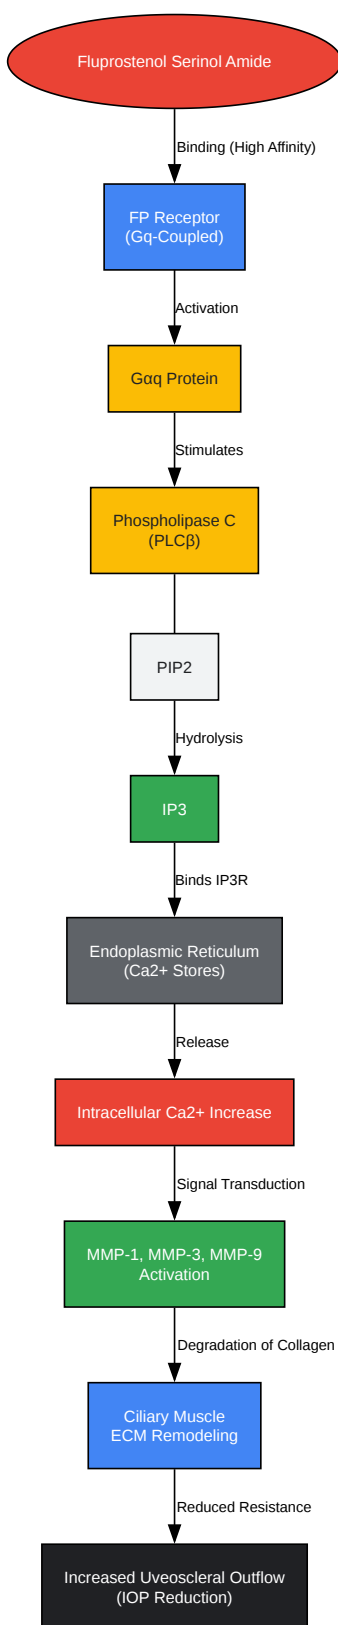 Fluprostenol Serinol Amide
Binding (High Affinity)
FP Receptor
(Gq-Coupled)
Activation
Gαq Protein
Stimulates
Phospholipase C
(PLCβ)
PIP2
Hydrolysis
IP3
Binds IP3R
Endoplasmic Reticulum
(Ca2+ Stores)
Release
Intracellular Ca2+ Increase
Signal Transduction
MMP-1, MMP-3, MMP-9
Activation
Degradation of Collagen
Ciliary Muscle
ECM Remodeling
Reduced Resistance
Increased Uveoscleral Outflow
(IOP Reduction)